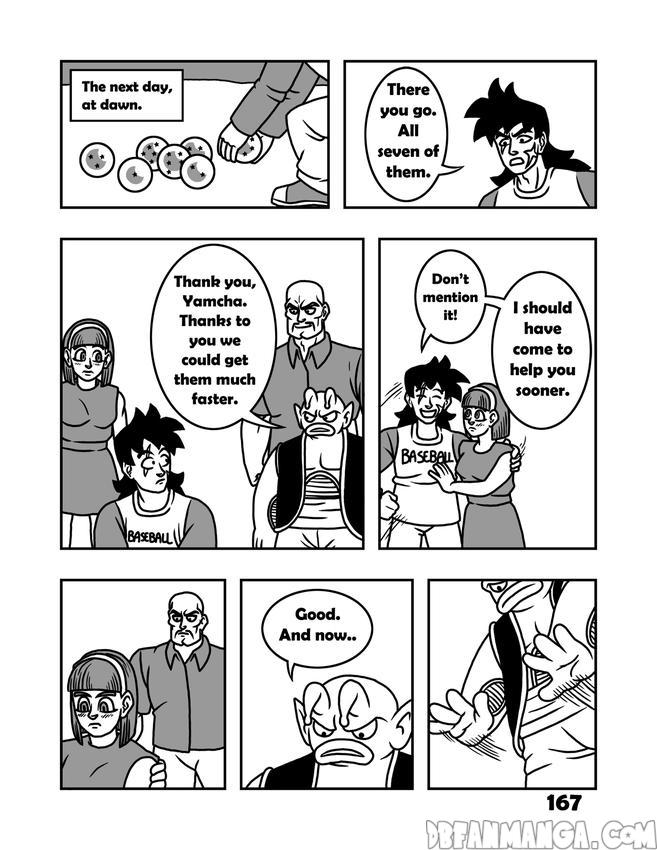 The next day,
at dawn.
There
you go.
All
seven of
them.
Thank you,
Yamcha.
Thanks to
you we
could get
them much
faster.
BASEBALL
Don't
mention
it!
I should
have
come to
help you
sooner.
BASEBALL
Good.
And now..
167
DBFANMANGA.COM